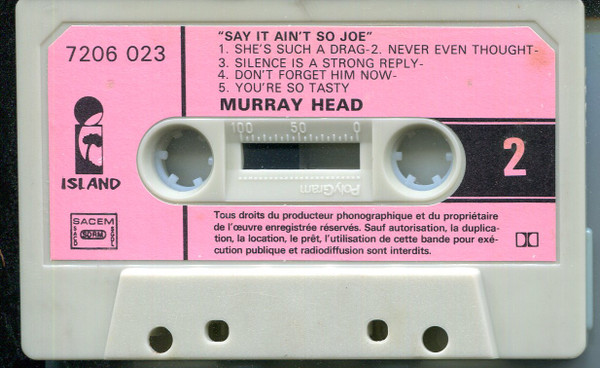 7206 023
"SAY IT AIN'T SO JOE"
1. SHE'S SUCH A DRAG-2. NEVER EVEN THOUGHT-
3. SILENCE IS A STRONG REPLY-
4. DON'T FORGET HIM NOW-
5. YOU'RE SO TASTY
MURRAY HEAD
100 50 0
PolyGram
2
ISLAND
SACEM
SDRM
Tous droits du producteur phonographique et du propriétaire
de l'œuvre enregistrée réservés. Sauf autorisation, la duplica-
tion, la location, le prêt, l'utilisation de cette bande pour exé-
cution publique et radiodiffusion sont interdits.